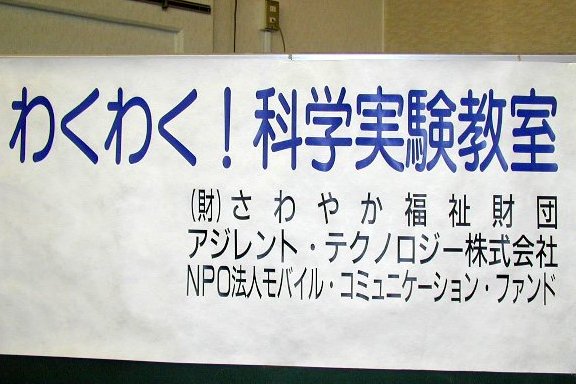 わくわく！科学実験教室
(財)さわやか福祉財団
アジレント・テクノロジー株式会社
NPO法人モバイル・コミュニケーション・ファンド